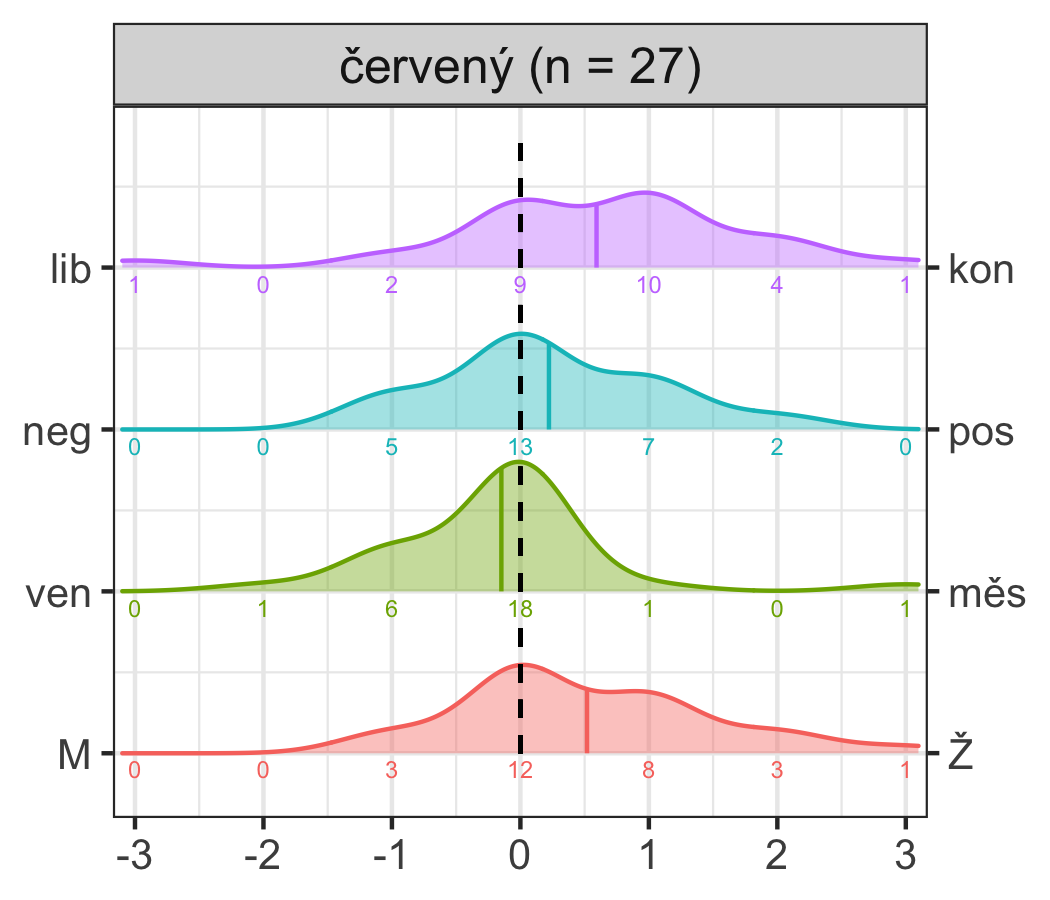 červený (n = 27)
lib kon
1 0 2 9 10 4 1
neg pos
0 0 5 13 7 2 0
ven měs
0 1 6 18 1 0 1
M Ž
0 0 3 12 8 3 1
-3 -2 -1 0 1 2 3